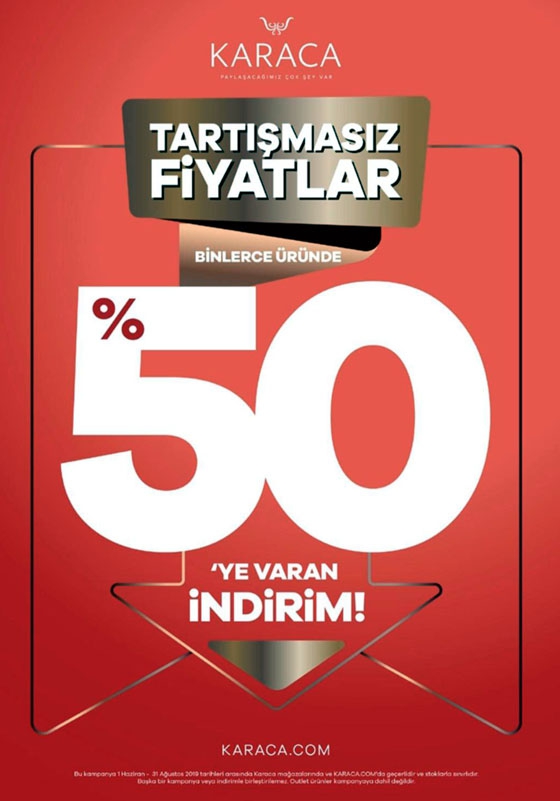 KARACA
PAYLAŞACAĞIMIZ ÇOK ŞEY VAR
TARTIŞMASIZ
FİYATLAR
BİNLERCE ÜRÜNDE
%50
'YE VARAN
İNDİRİM!
KARACA.COM
Bu kampanya 1 Haziran - 31 Ağustos 2019 tarihleri arasında Karaca mağazalarında ve KARACA.COM'da geçerlidir ve stoklarla sınırlıdır.
Başka bir kampanya veya indirimle birleştirilemez. Outlet ürünler kampanyaya dahil değildir.